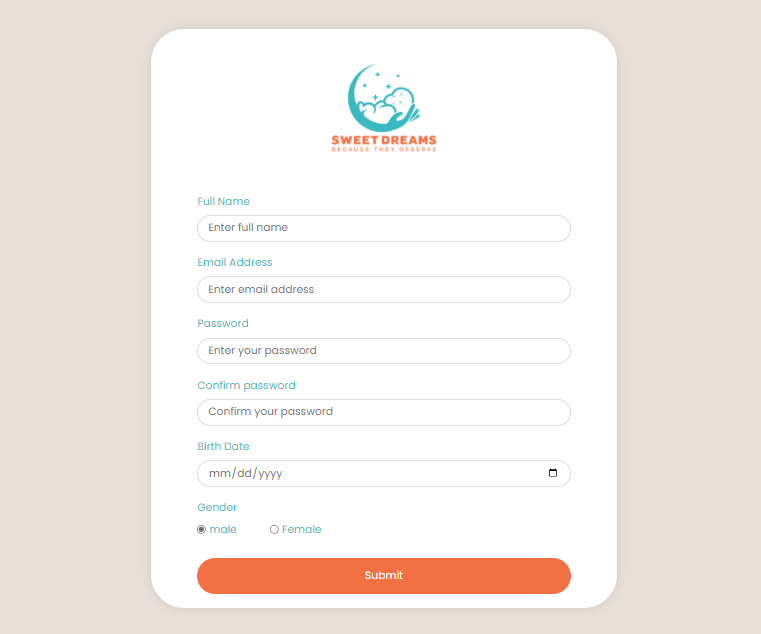 SWEET DREAMS
BECAUSE THEY DESERVE
Full Name
Enter full name
Email Address
Enter email address
Password
Enter your password
Confirm password
Confirm your password
Birth Date
mm/dd/yyyy
Gender
male Female
Submit